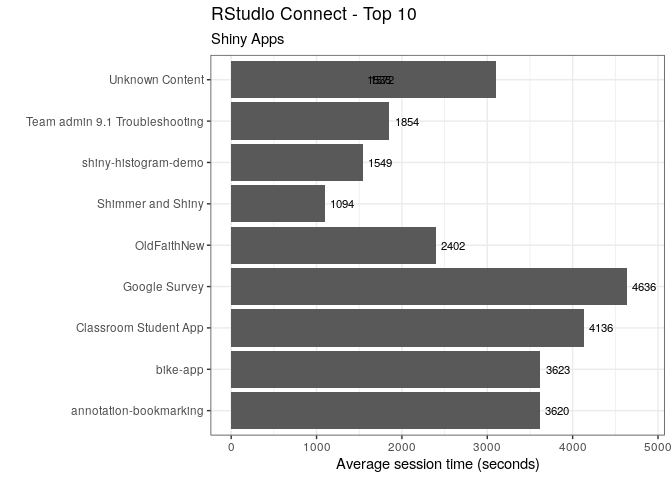 RStudio Connect - Top 10
Shiny Apps
Unknown Content
Team admin 9.1 Troubleshooting 1854
shiny-histogram-demo 1549
Shimmer and Shiny 1094
OldFaithNew 2402
Google Survey 4636
Classroom Student App 4136
bike-app 3623
annotation-bookmarking 3620
0 1000 2000 3000 4000 5000
Average session time (seconds)